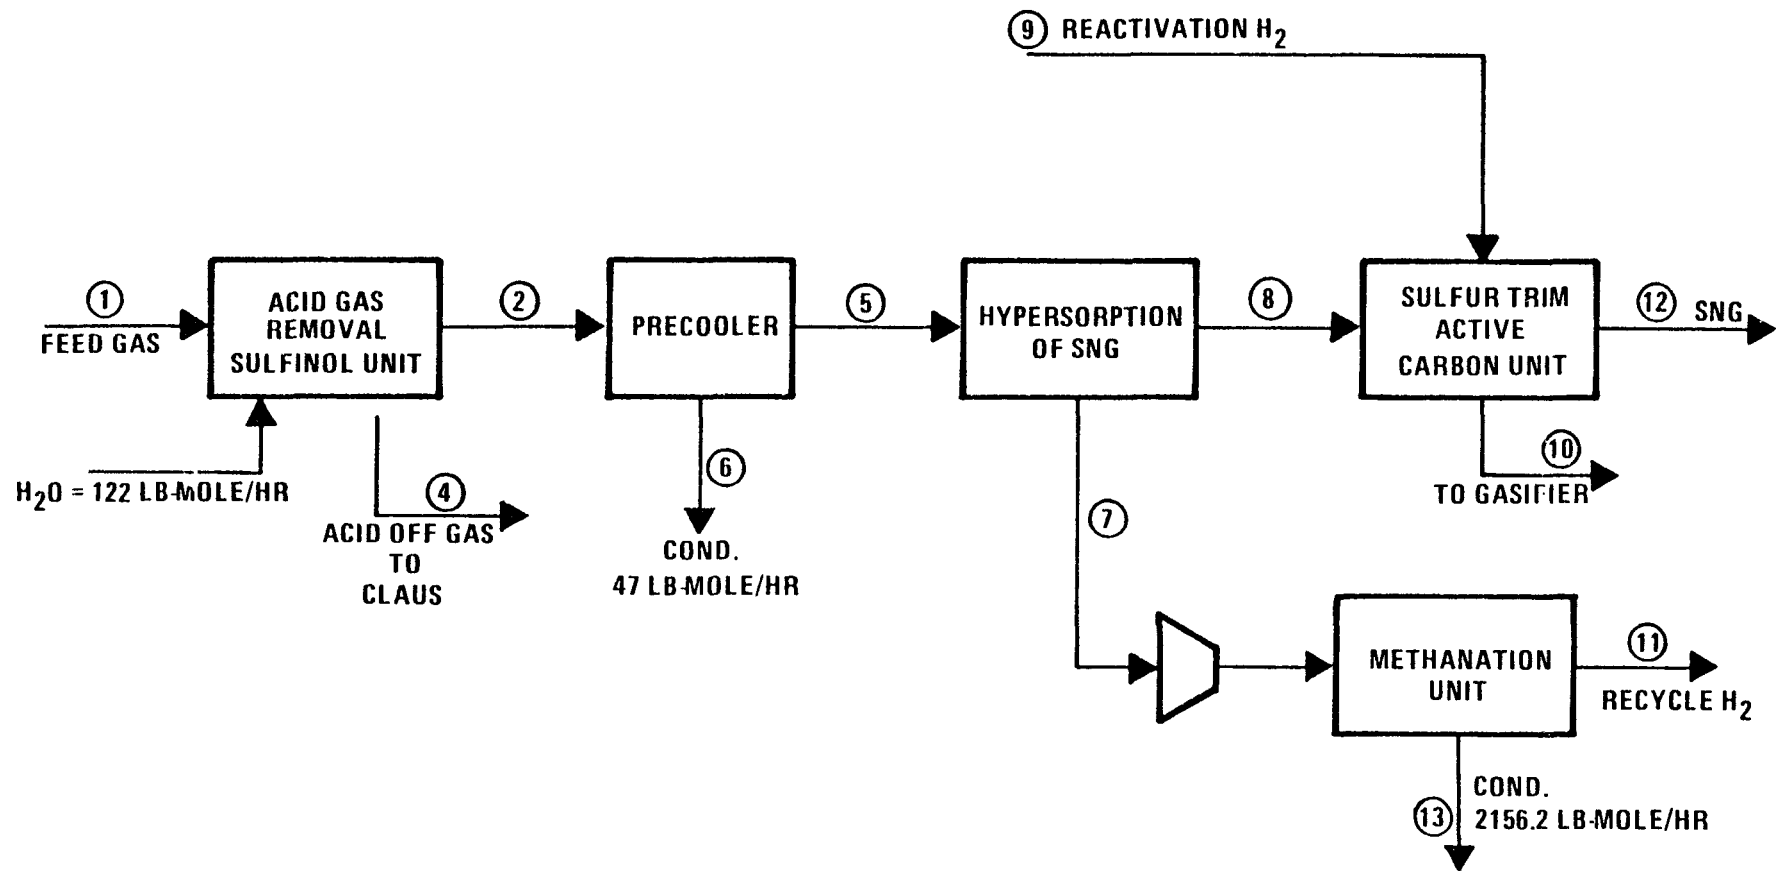 9 REACTIVATION H2
1
FEED GAS
ACID GAS
REMOVAL
SULFINOL UNIT
2
PRECOOLER
5
HYPERSORPTION
OF SNG
8
SULFUR TRIM
ACTIVE
CARBON UNIT
12 SNG
H2O = 122 LB-MOLE/HR
4
ACID OFF GAS
TO
CLAUS
6
COND.
47 LB-MOLE/HR
7
10
TO GASIFIER
METHANATION
UNIT
11
RECYCLE H2
13
COND.
2156.2 LB-MOLE/HR